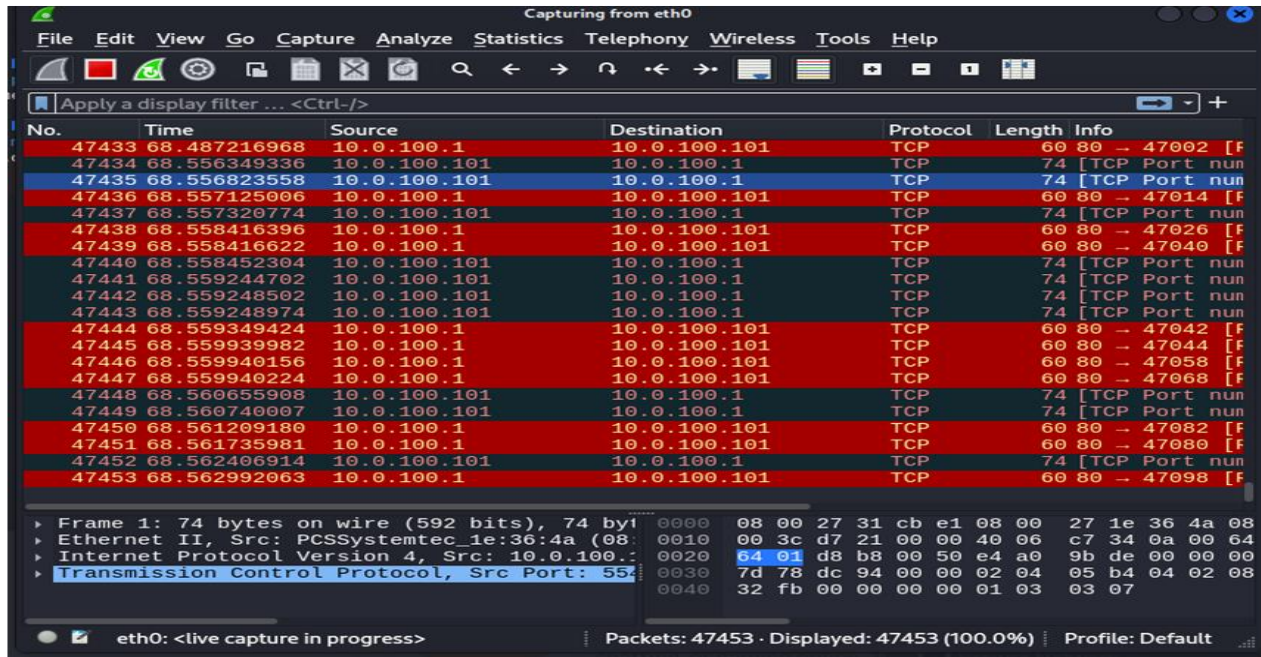 Capturing from eth0
File Edit View Go Capture Analyze Statistics Telephony Wireless Tools Help
Apply a display filter ... <Ctrl-/>
No. Time Source Destination Protocol Length Info
47433 68.487216968 10.0.100.1 10.0.100.101 TCP 60 80 → 47002 [R
47434 68.556349336 10.0.100.101 10.0.100.1 TCP 74 [TCP Port num
47435 68.556823558 10.0.100.101 10.0.100.1 TCP 74 [TCP Port num
47436 68.557125006 10.0.100.1 10.0.100.101 TCP 60 80 → 47014 [R
47437 68.557320774 10.0.100.101 10.0.100.1 TCP 74 [TCP Port num
47438 68.558416396 10.0.100.1 10.0.100.101 TCP 60 80 → 47026 [R
47439 68.558416622 10.0.100.1 10.0.100.101 TCP 60 80 → 47040 [R
47440 68.558452304 10.0.100.101 10.0.100.1 TCP 74 [TCP Port num
47441 68.559244702 10.0.100.101 10.0.100.1 TCP 74 [TCP Port num
47442 68.559248502 10.0.100.101 10.0.100.1 TCP 74 [TCP Port num
47443 68.559248974 10.0.100.101 10.0.100.1 TCP 74 [TCP Port num
47444 68.559349424 10.0.100.1 10.0.100.101 TCP 60 80 → 47042 [R
47445 68.559939982 10.0.100.1 10.0.100.101 TCP 60 80 → 47044 [R
47446 68.559940156 10.0.100.1 10.0.100.101 TCP 60 80 → 47058 [R
47447 68.559940224 10.0.100.1 10.0.100.101 TCP 60 80 → 47068 [R
47448 68.560655908 10.0.100.101 10.0.100.1 TCP 74 [TCP Port num
47449 68.560740007 10.0.100.101 10.0.100.1 TCP 74 [TCP Port num
47450 68.561209180 10.0.100.1 10.0.100.101 TCP 60 80 → 47082 [R
47451 68.561735981 10.0.100.1 10.0.100.101 TCP 60 80 → 47080 [R
47452 68.562406914 10.0.100.101 10.0.100.1 TCP 74 [TCP Port num
47453 68.562992063 10.0.100.1 10.0.100.101 TCP 60 80 → 47098 [R
Frame 1: 74 bytes on wire (592 bits), 74 byt
Ethernet II, Src: PCSSystemtec_1e:36:4a (08:
Internet Protocol Version 4, Src: 10.0.100.1
Transmission Control Protocol, Src Port: 554
0000 08 00 27 31 cb e1 08 00 27 1e 36 4a 08
0010 00 3c d7 21 00 00 40 06 c7 34 0a 00 64
0020 64 01 d8 b8 00 50 e4 a0 9b de 00 00 00
0030 7d 78 dc 94 00 00 02 04 05 b4 04 02 08
0040 32 fb 00 00 00 00 01 03 03 07
eth0: <live capture in progress> Packets: 47453 · Displayed: 47453 (100.0%) Profile: Default